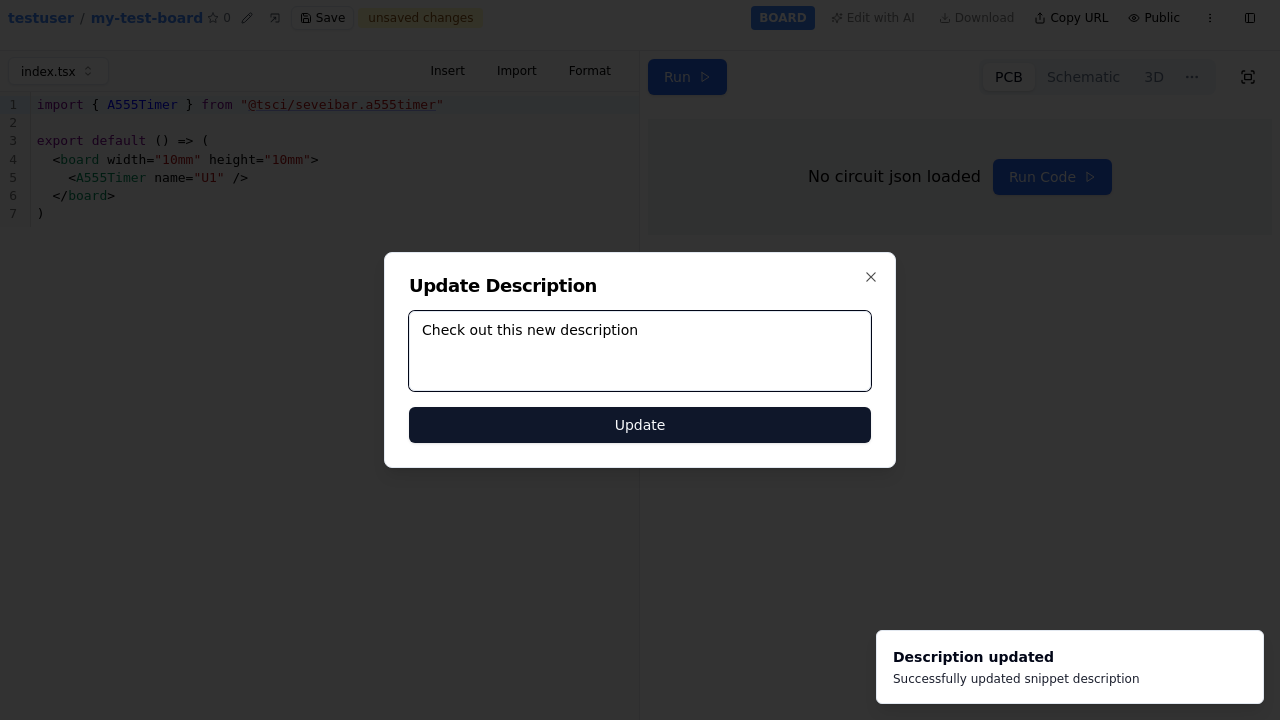 testuser / my-test-board 0 Save unsaved changes BOARD Edit with AI Download Copy URL Public
index.tsx Insert Import Format Run PCB Schematic 3D
1 import { A555Timer } from "@tsci/seveibar.a555timer"
2
3 export default () => (
4 <board width="10mm" height="10mm">
5 <A555Timer name="U1" />
6 </board>
7 )
No circuit json loaded Run Code
Update Description
Check out this new description
Update
Description updated
Successfully updated snippet description